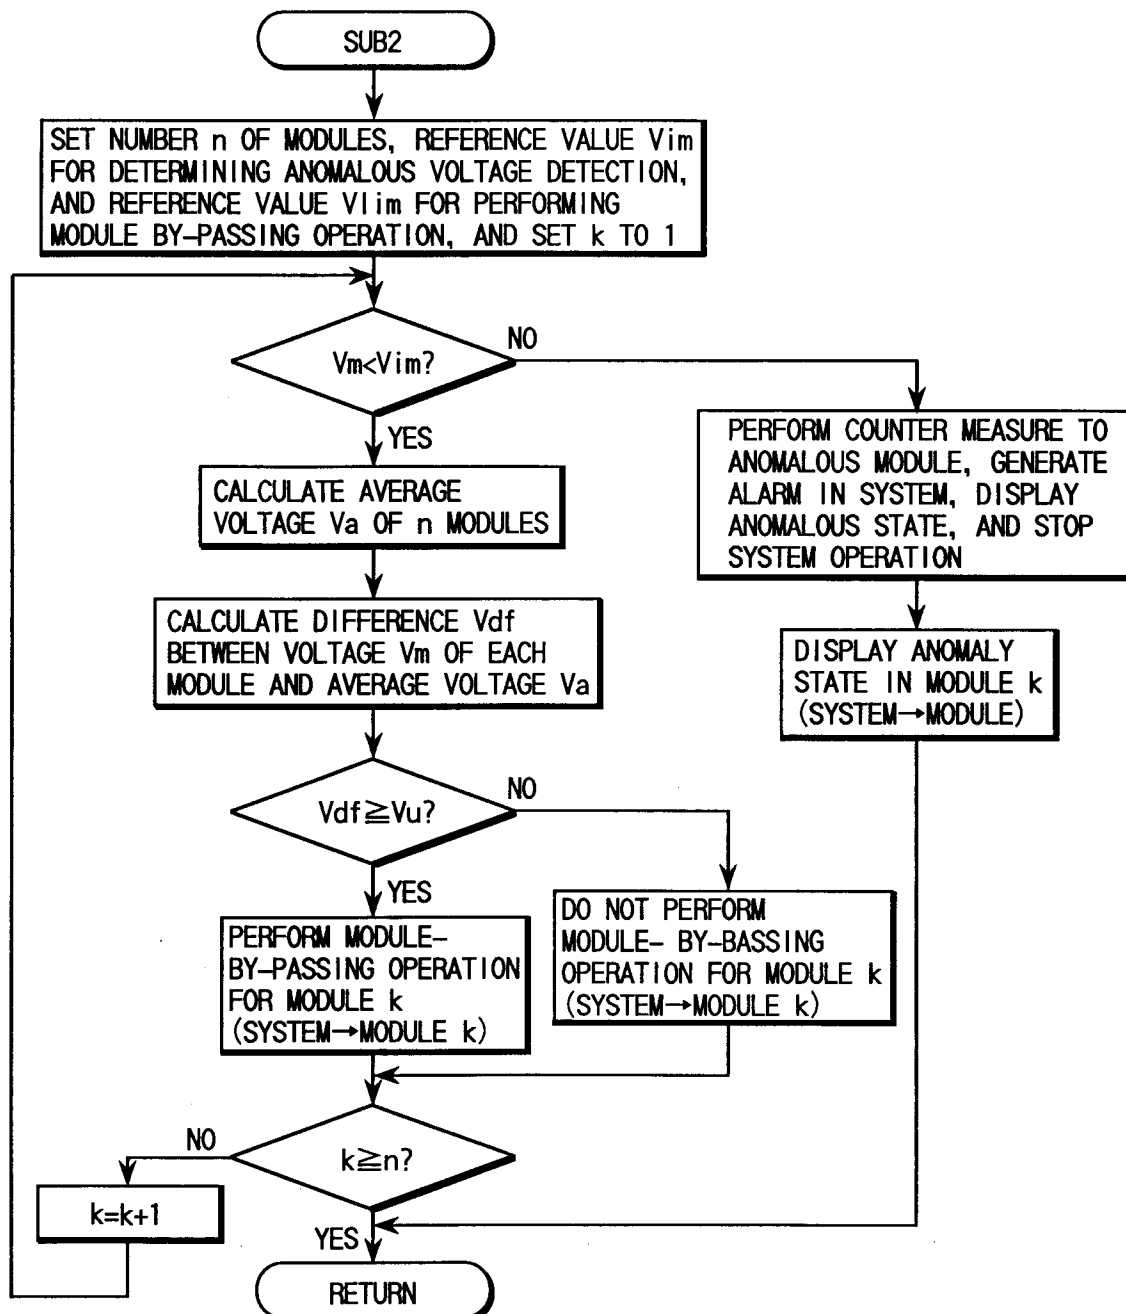 SUB2
SET NUMBER n OF MODULES, REFERENCE VALUE Vim
FOR DETERMINING ANOMALOUS VOLTAGE DETECTION,
AND REFERENCE VALUE Vlim FOR PERFORMING
MODULE BY-PASSING OPERATION, AND SET k TO 1
Vm<Vim?
NO
YES
PERFORM COUNTER MEASURE TO
ANOMALOUS MODULE, GENERATE
ALARM IN SYSTEM, DISPLAY
ANOMALOUS STATE, AND STOP
SYSTEM OPERATION
CALCULATE AVERAGE
VOLTAGE Va OF n MODULES
CALCULATE DIFFERENCE Vdf
BETWEEN VOLTAGE Vm OF EACH
MODULE AND AVERAGE VOLTAGE Va
DISPLAY ANOMALY
STATE IN MODULE k
(SYSTEM→MODULE)
Vdf≧Vu?
NO
YES
PERFORM MODULE-
BY-PASSING OPERATION
FOR MODULE k
(SYSTEM→MODULE k)
DO NOT PERFORM
MODULE- BY-BASSING
OPERATION FOR MODULE k
(SYSTEM→MODULE k)
k≧n?
NO
k=k+1
YES
RETURN